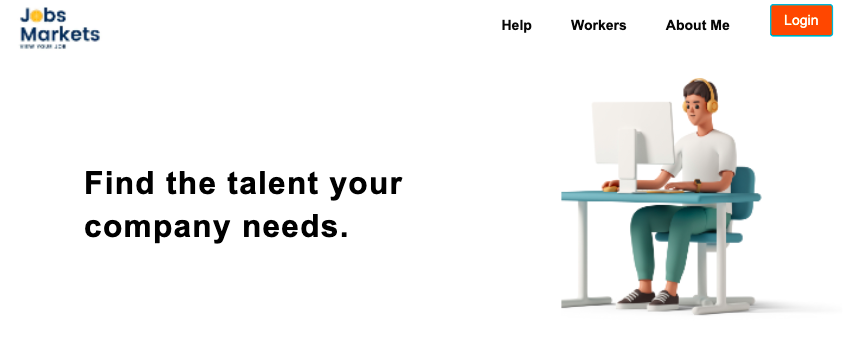 Jobs
Markets
VIEW YOUR JOB
Help
Workers
About Me
Login
Find the talent your
company needs.